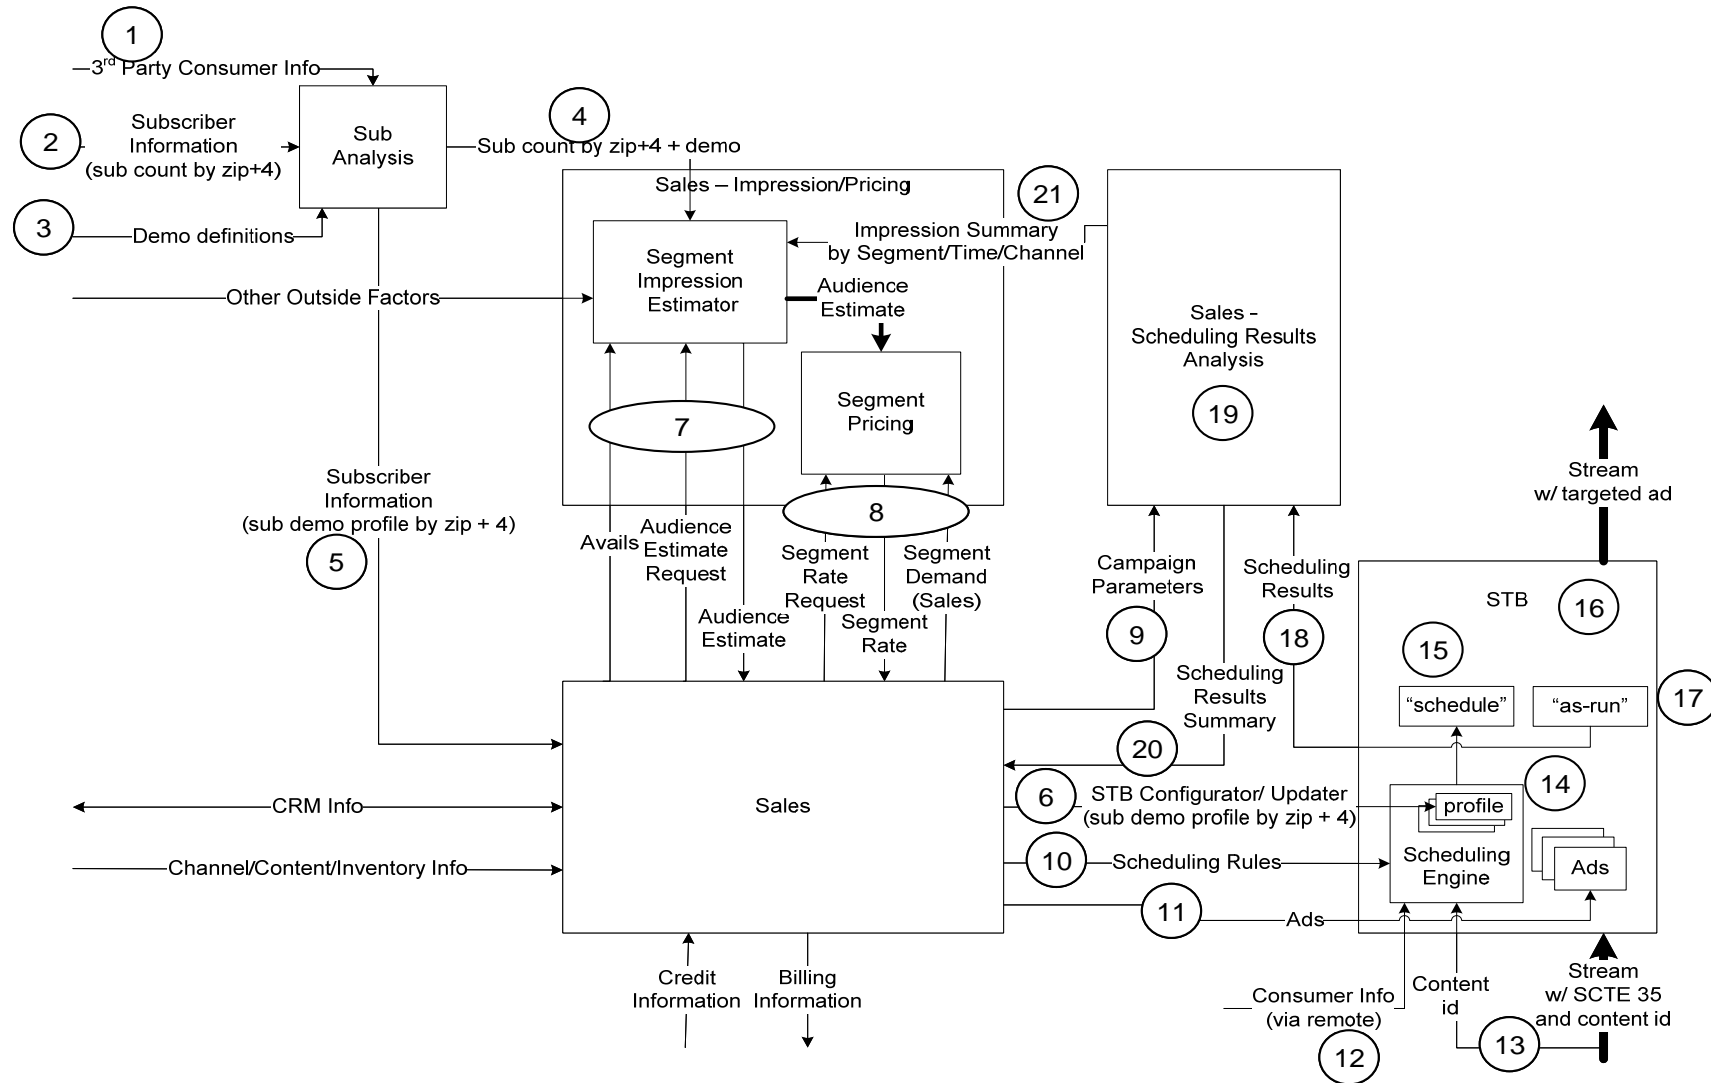 1
3rd Party Consumer Info
2
Subscriber
Information
(sub count by zip+4)
Sub
Analysis
4
Sub count by zip+4 + demo
3
Demo definitions
Sales – Impression/Pricing
21
Impression Summary
by Segment/Time/Channel
Segment
Impression
Estimator
Other Outside Factors
Audience
Estimate
Sales –
Scheduling Results
Analysis
19
Segment
Pricing
7
8
Subscriber
Information
(sub demo profile by zip + 4)
5
Avails
Audience
Estimate
Request
Audience
Estimate
Segment
Rate
Request
Segment
Rate
Segment
Demand
(Sales)
Campaign
Parameters
9
Scheduling
Results
18
Scheduling
Results
Summary
20
Stream
w/ targeted ad
STB
16
15
17
“schedule”
“as-run”
14
profile
Scheduling
Engine
Ads
CRM Info
Sales
6
STB Configurator/ Updater
(sub demo profile by zip + 4)
Channel/Content/Inventory Info
10
Scheduling Rules
11
Ads
Credit
Information
Billing
Information
Consumer Info
(via remote)
12
Content
id
13
Stream
w/ SCTE 35
and content id